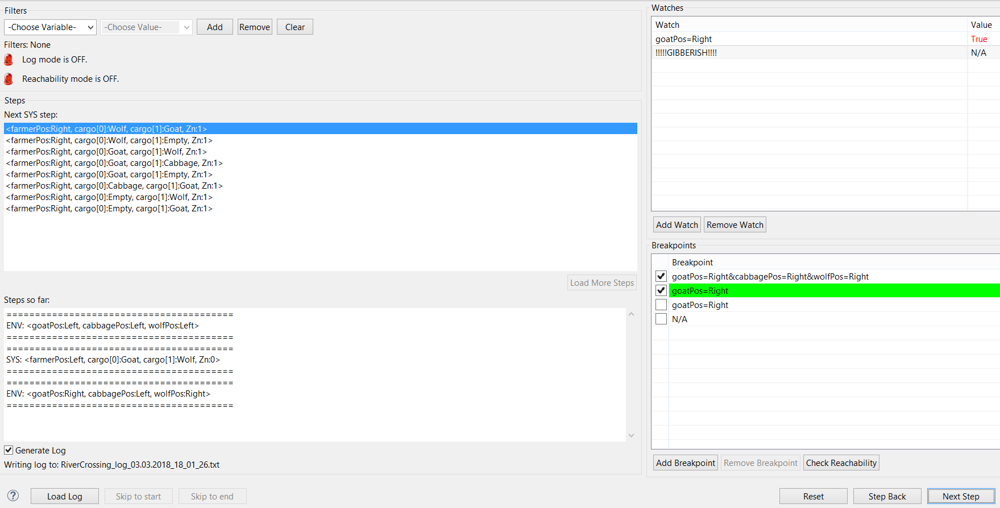 Filters
-Choose Variable- -Choose Value- Add Remove Clear
Filters: None
Log mode is OFF.
Reachability mode is OFF.
Steps
Next SYS step:
<farmerPos:Right, cargo[0]:Wolf, cargo[1]:Goat, Zn:1>
<farmerPos:Right, cargo[0]:Wolf, cargo[1]:Empty, Zn:1>
<farmerPos:Right, cargo[0]:Goat, cargo[1]:Wolf, Zn:1>
<farmerPos:Right, cargo[0]:Goat, cargo[1]:Cabbage, Zn:1>
<farmerPos:Right, cargo[0]:Goat, cargo[1]:Empty, Zn:1>
<farmerPos:Right, cargo[0]:Cabbage, cargo[1]:Goat, Zn:1>
<farmerPos:Right, cargo[0]:Empty, cargo[1]:Wolf, Zn:1>
<farmerPos:Right, cargo[0]:Empty, cargo[1]:Goat, Zn:1>
Load More Steps
Steps so far:
========================================
ENV: <goatPos:Left, cabbagePos:Left, wolfPos:Left>
========================================
========================================
SYS: <farmerPos:Left, cargo[0]:Goat, cargo[1]:Wolf, Zn:0>
========================================
========================================
ENV: <goatPos:Right, cabbagePos:Left, wolfPos:Right>
========================================
Generate Log
Writing log to: RiverCrossing_log_03.03.2018_18_01_26.txt
Watches
Watch Value
goatPos=Right True
!!!!!GIBBERISH!!!! N/A
Add Watch Remove Watch
Breakpoints
Breakpoint
goatPos=Right&cabbagePos=Right&wolfPos=Right
goatPos=Right
goatPos=Right
N/A
Add Breakpoint Remove Breakpoint Check Reachability
? Load Log Skip to start Skip to end Reset Step Back Next Step